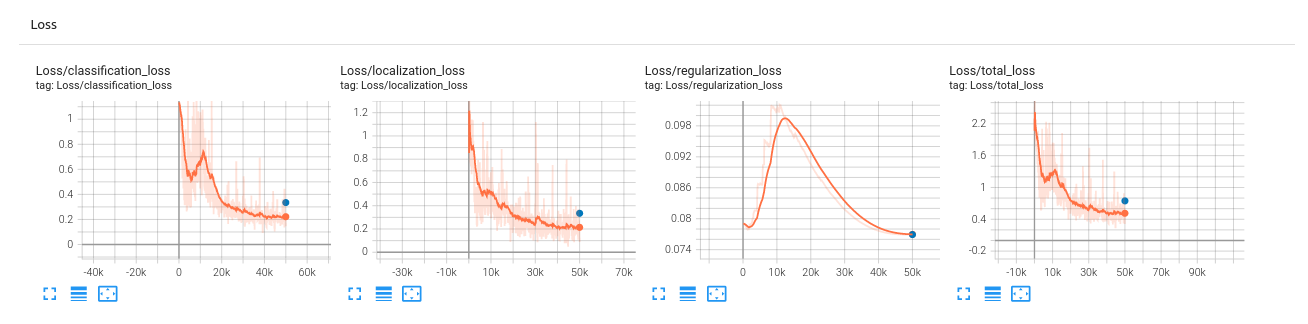 Loss
Loss/classification_loss
tag: Loss/classification_loss
1
0.8
0.6
0.4
0.2
0
-40k -20k 0 20k 40k 60k
Loss/localization_loss
tag: Loss/localization_loss
1.2
1
0.8
0.6
0.4
0.2
0
-30k -10k 10k 30k 50k 70k
Loss/regularization_loss
tag: Loss/regularization_loss
0.098
0.092
0.086
0.08
0.074
0 10k 20k 30k 40k 50k
Loss/total_loss
tag: Loss/total_loss
2.2
1.6
1
0.4
-0.2
-10k 10k 30k 50k 70k 90k